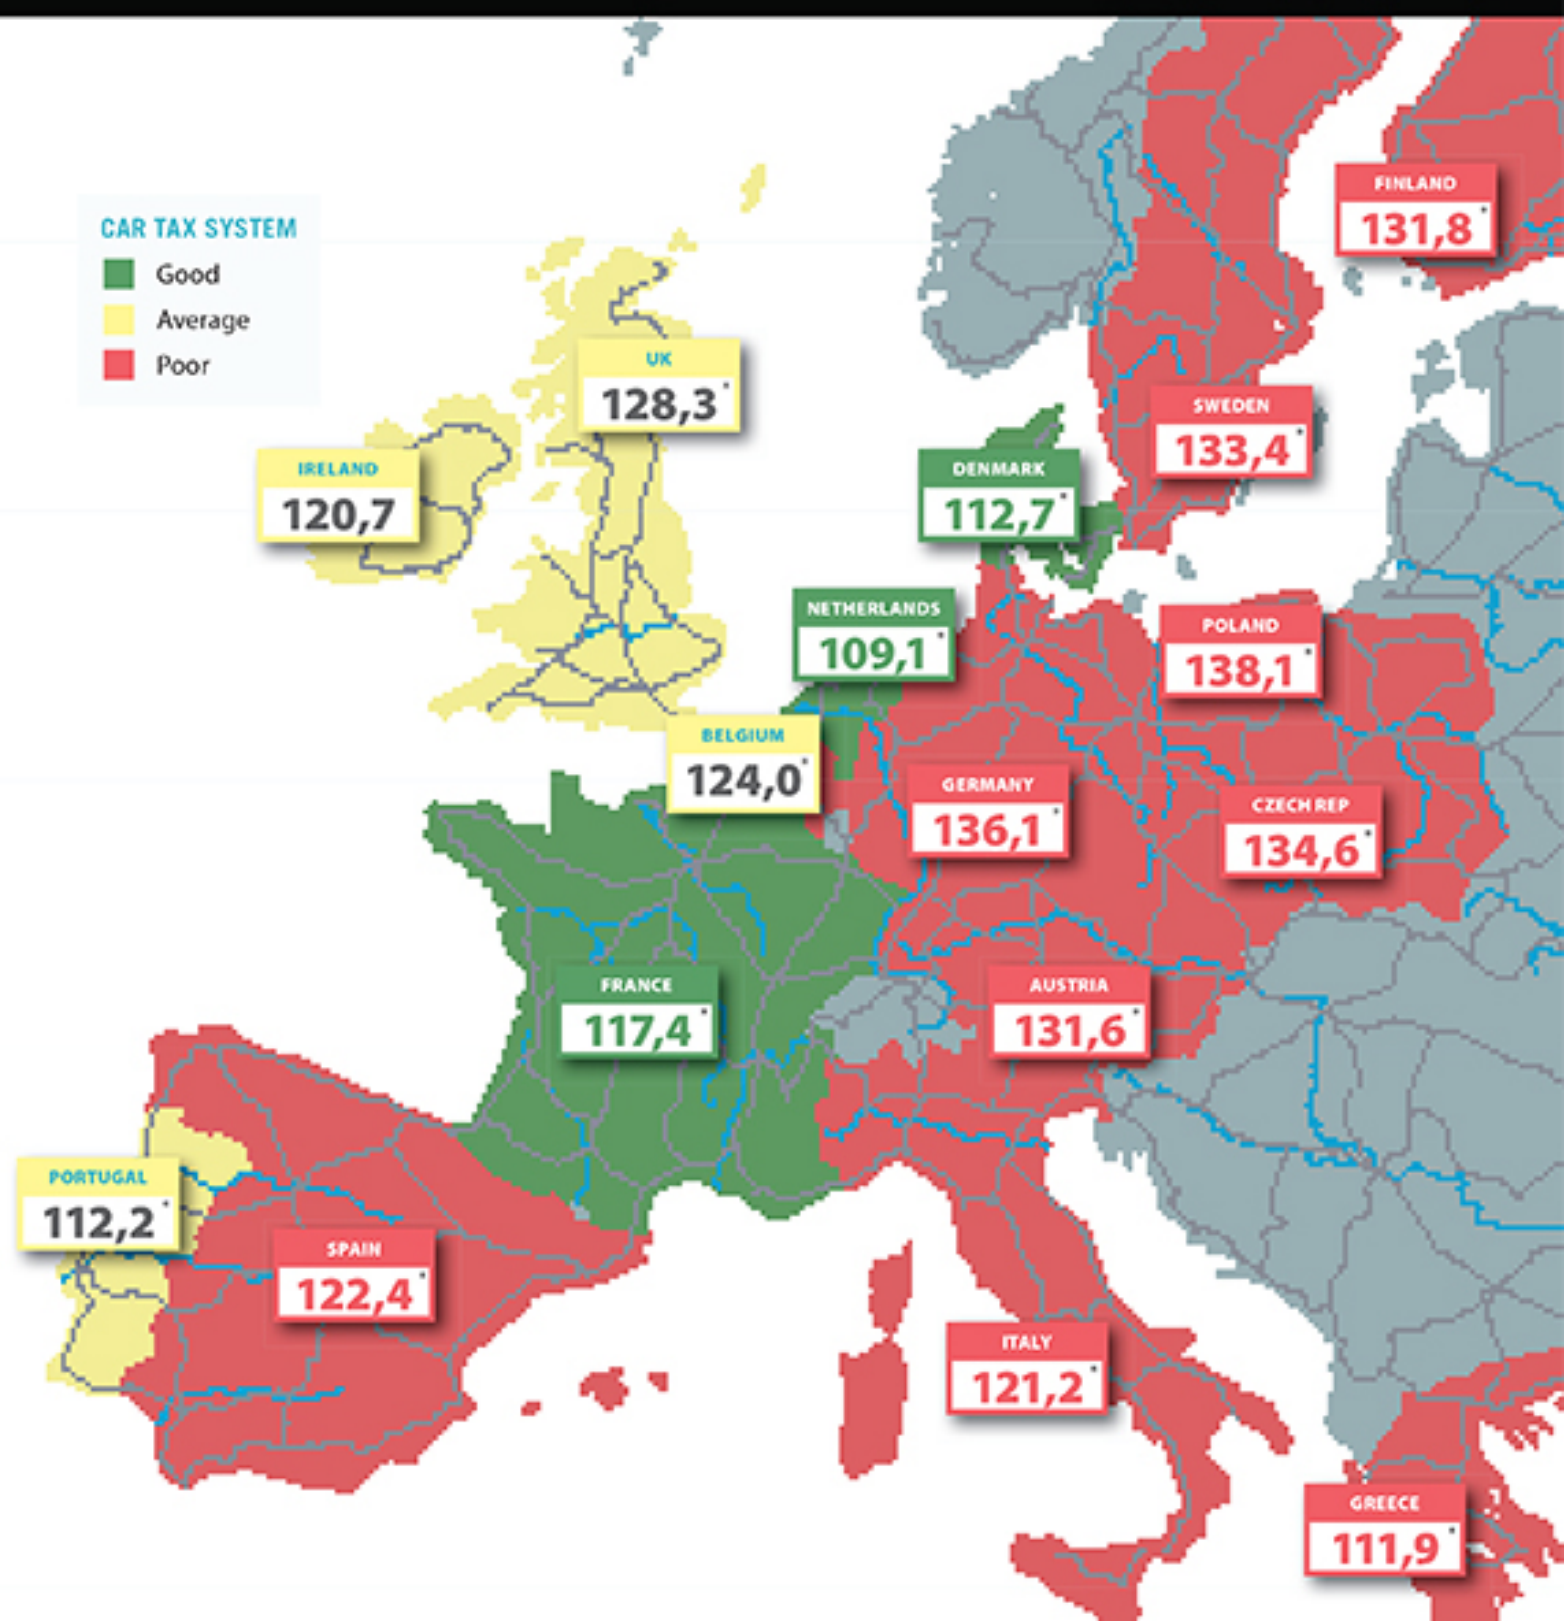 CAR TAX SYSTEM
Good
Average
Poor
FINLAND
131,8*
UK
128,3*
SWEDEN
133,4*
IRELAND
120,7
DENMARK
112,7*
NETHERLANDS
109,1*
POLAND
138,1*
BELGIUM
124,0*
GERMANY
136,1*
CZECH REP
134,6*
FRANCE
117,4*
AUSTRIA
131,6*
PORTUGAL
112,2*
SPAIN
122,4*
ITALY
121,2*
GREECE
111,9*